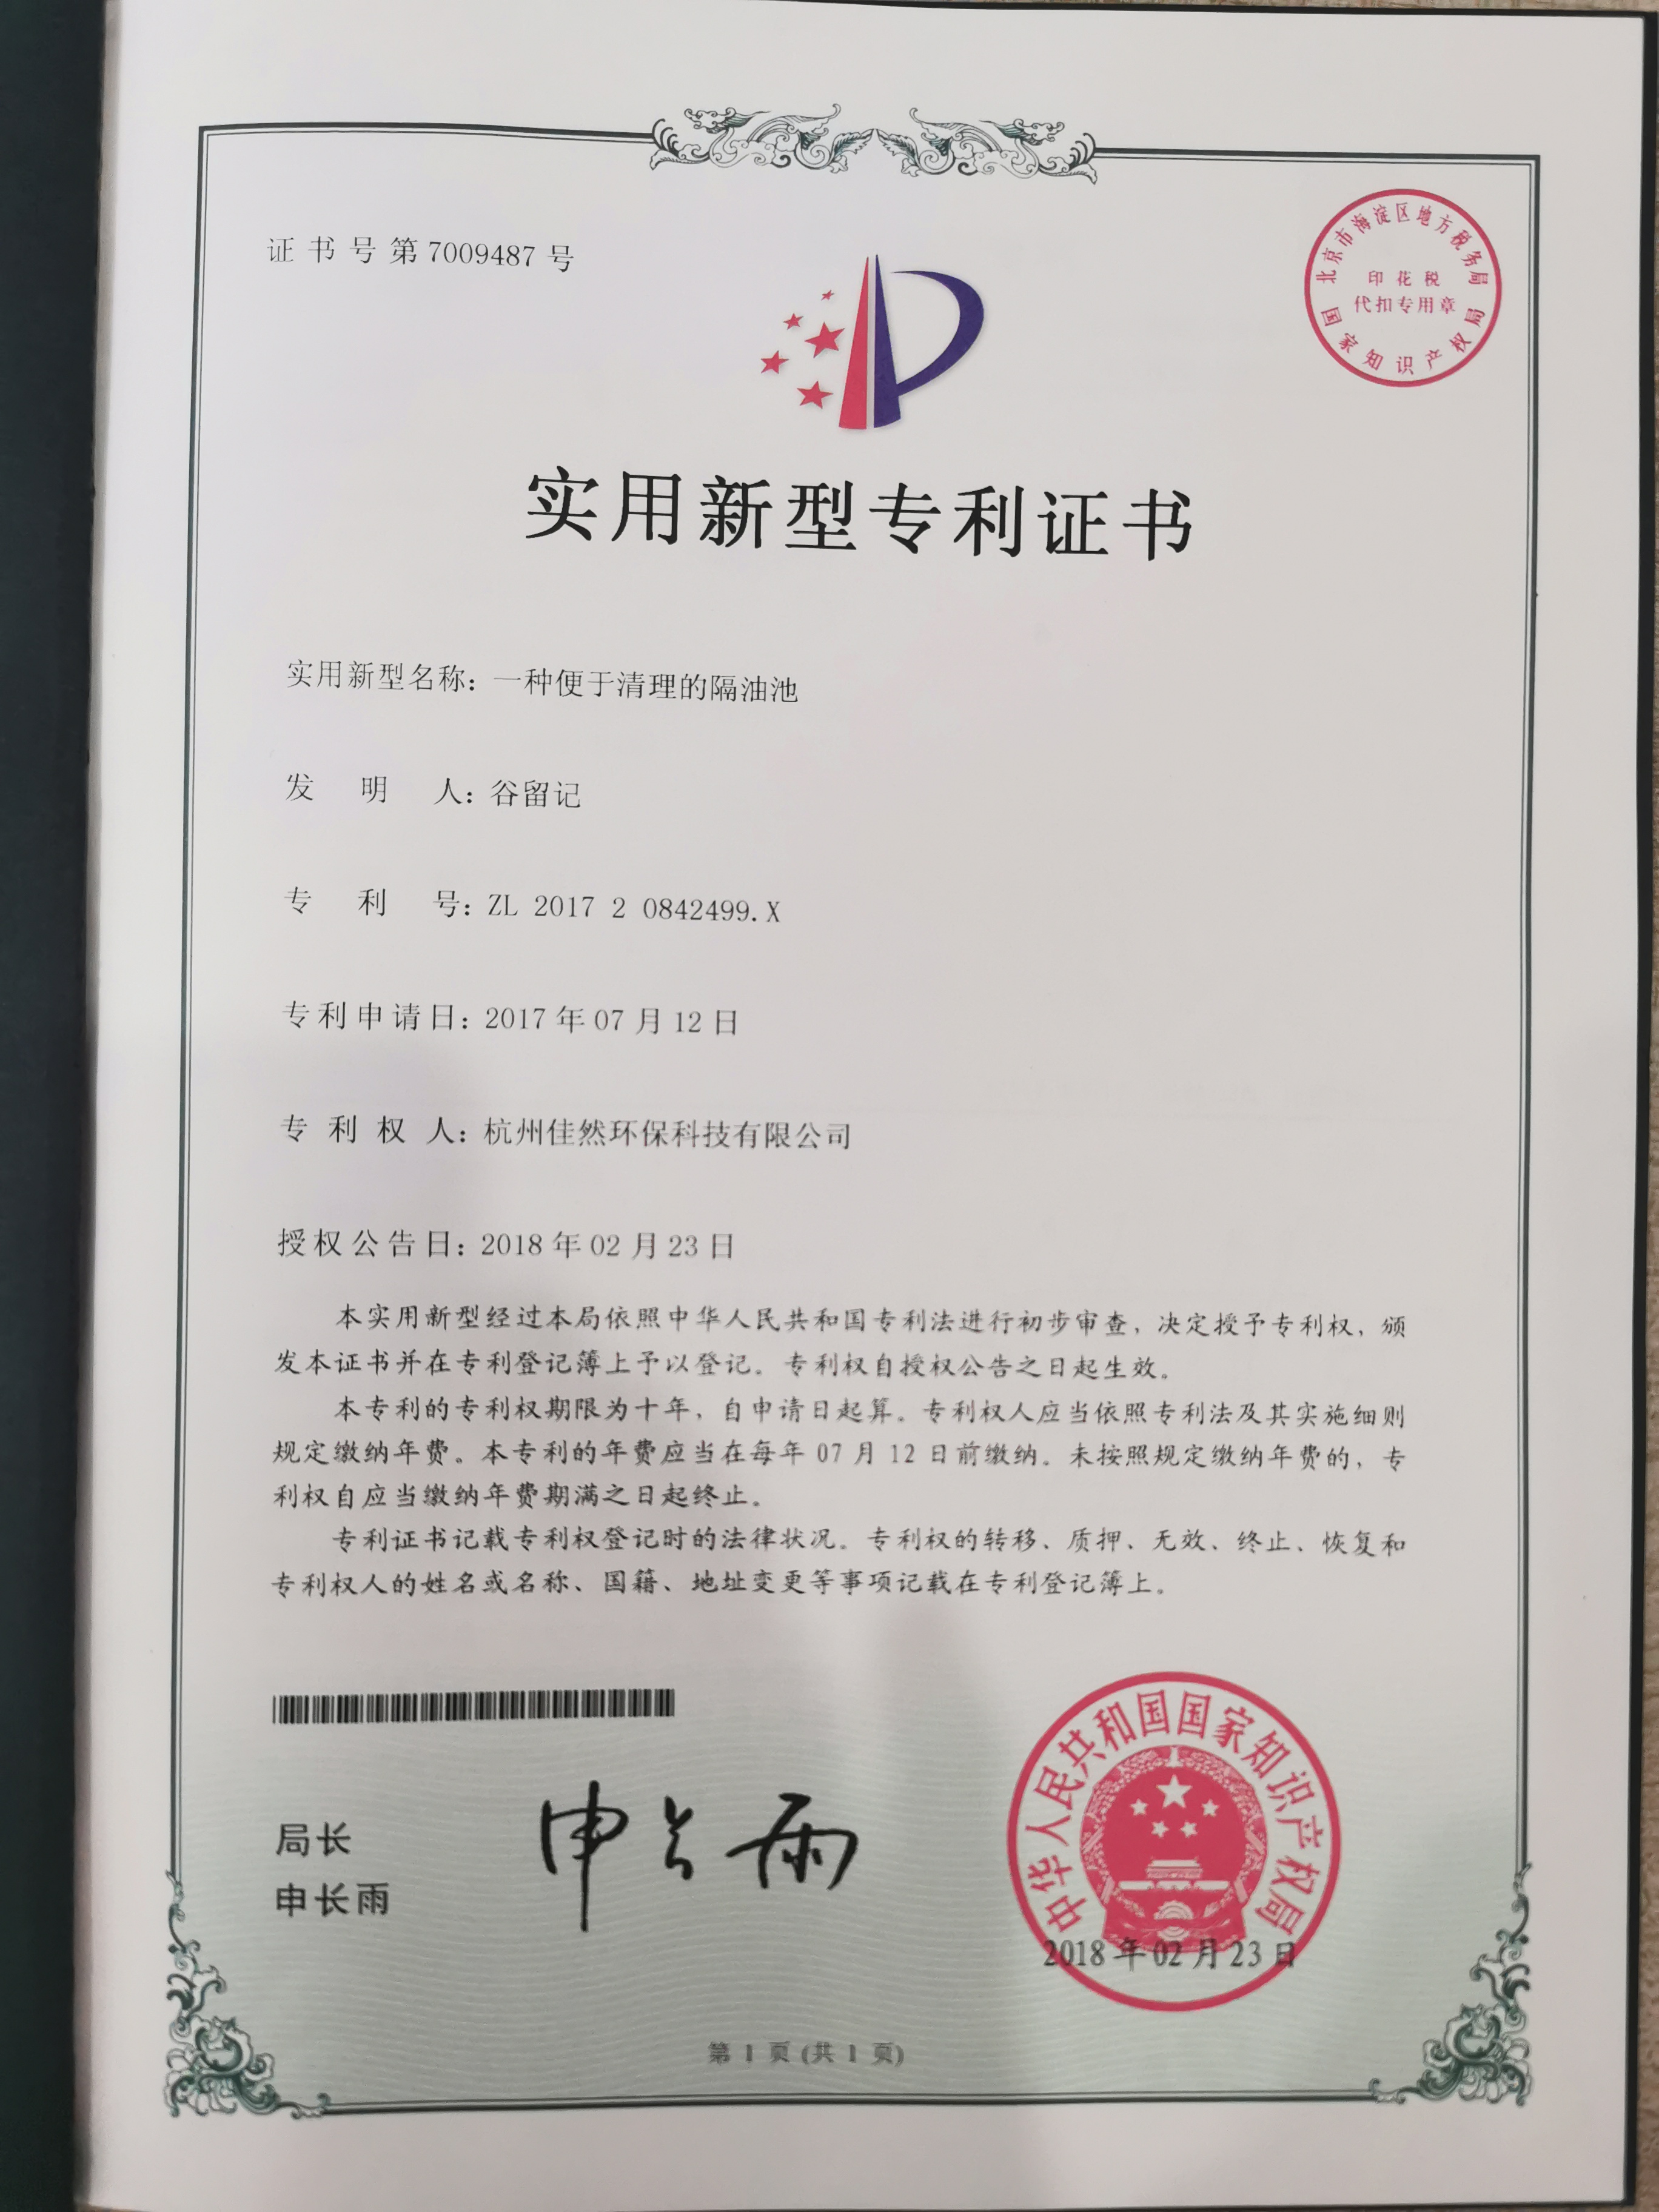 证书号第7009487号
北京市海淀区地方税务局
印花税
代扣专用章
国家知识产权局
实用新型专利证书
实用新型名称：一种便于清理的隔油池
发明人：谷留记
专利号：ZL 2017 2 0842499.X
专利申请日：2017年07月12日
专利权人：杭州佳然环保科技有限公司
授权公告日：2018年02月23日
本实用新型经过本局依照中华人民共和国专利法进行初步审查，决定授予专利权，颁
发本证书并在专利登记簿上予以登记。专利权自授权公告之日起生效。
本专利的专利权期限为十年，自申请日起算。专利权人应当依照专利法及其实施细则
规定缴纳年费。本专利的年费应当在每年07月12日前缴纳。未按照规定缴纳年费的，专
利权自应当缴纳年费期满之日起终止。
专利证书记载专利权登记时的法律状况。专利权的转移、质押、无效、终止、恢复和
专利权人的姓名或名称、国籍、地址变更等事项记载在专利登记簿上。
局长
申长雨
申长雨
中华人民共和国国家知识产权局
2018年02月23日
第1页(共1页)